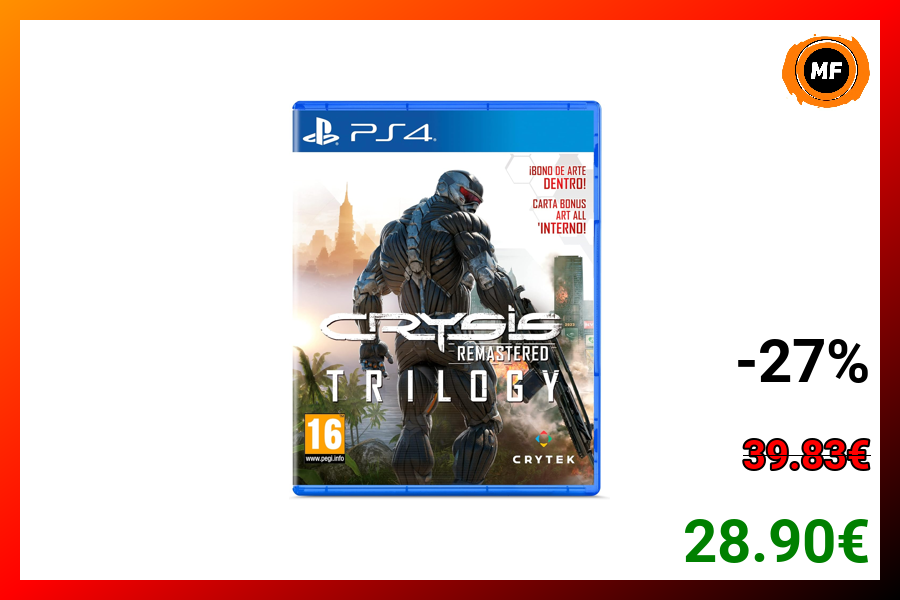 MF
PS4
¡BONO DE ARTE
DENTRO!
CARTA BONUS
ART ALL
'INTERNO!
CRYSIS
REMASTERED
TRILOGY
16
www.pegi.info
CRYTEK
-27%
39.83€
28.90€